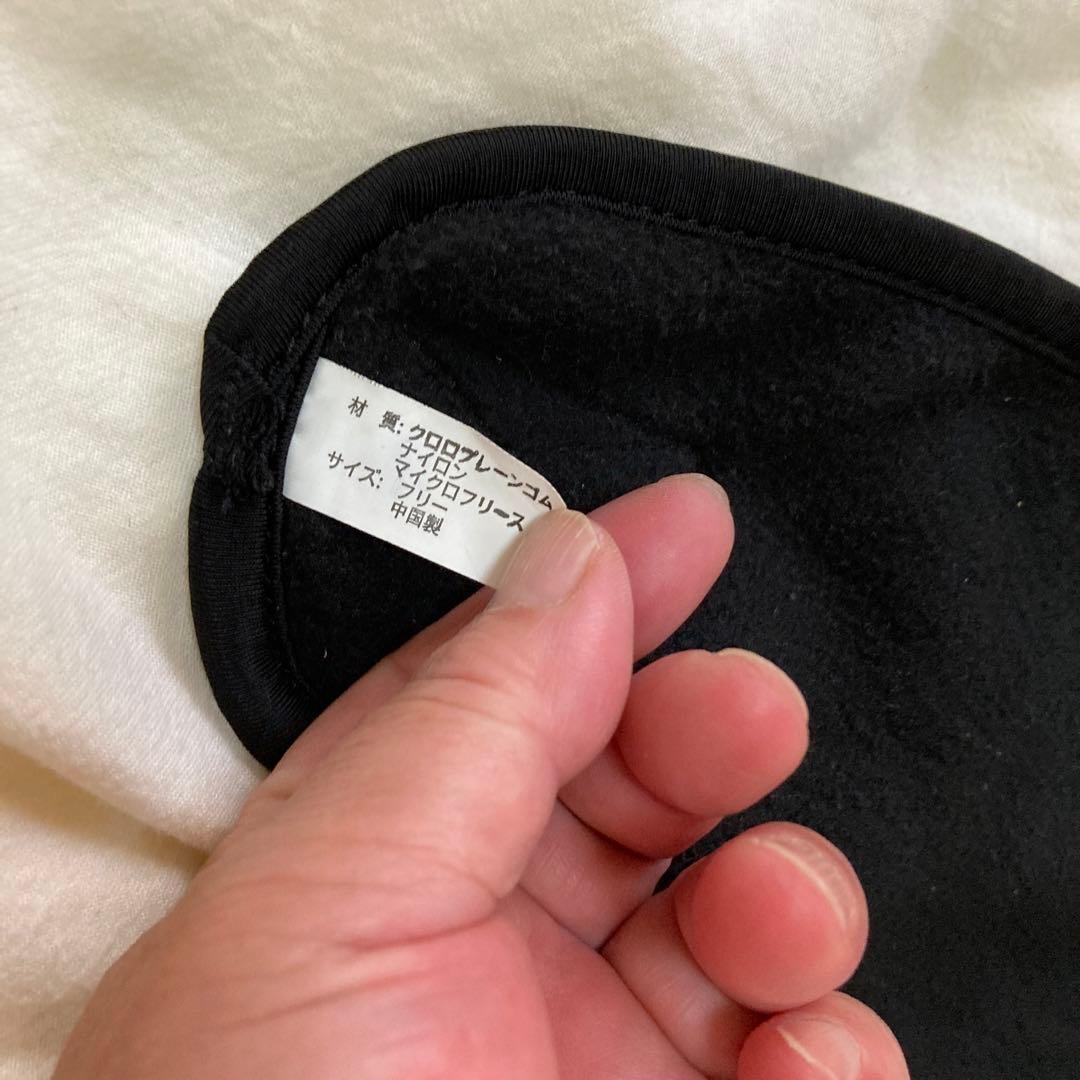 材 質: クロロプレーンゴム
ナイロン
マイクロフリース
サイズ: フリー
中国製